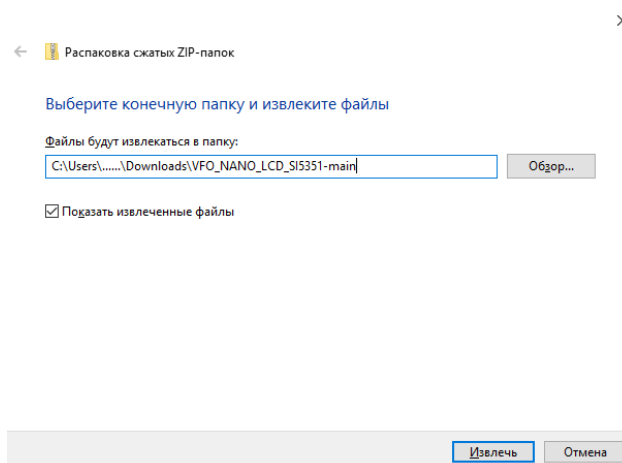 Распаковка сжатых ZIP-папок
Выберите конечную папку и извлеките файлы
Файлы будут извлекаться в папку:
C:\Users\......\Downloads\VFO_NANO_LCD_SI5351-main
Обзор...
Показать извлеченные файлы
Извлечь
Отмена